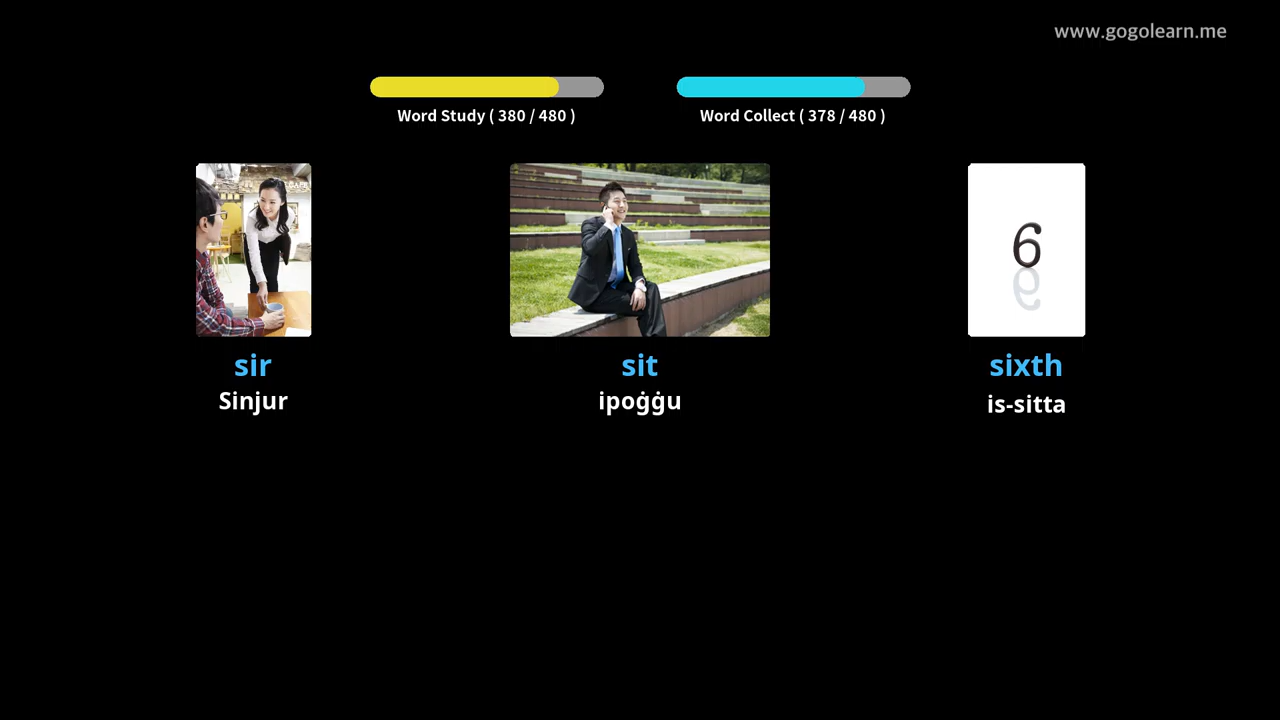 www.gogolearn.me
Word Study ( 380 / 480 )
Word Collect ( 378 / 480 )
6
sir
Sinjur
sit
ipoġġu
sixth
is-sitta